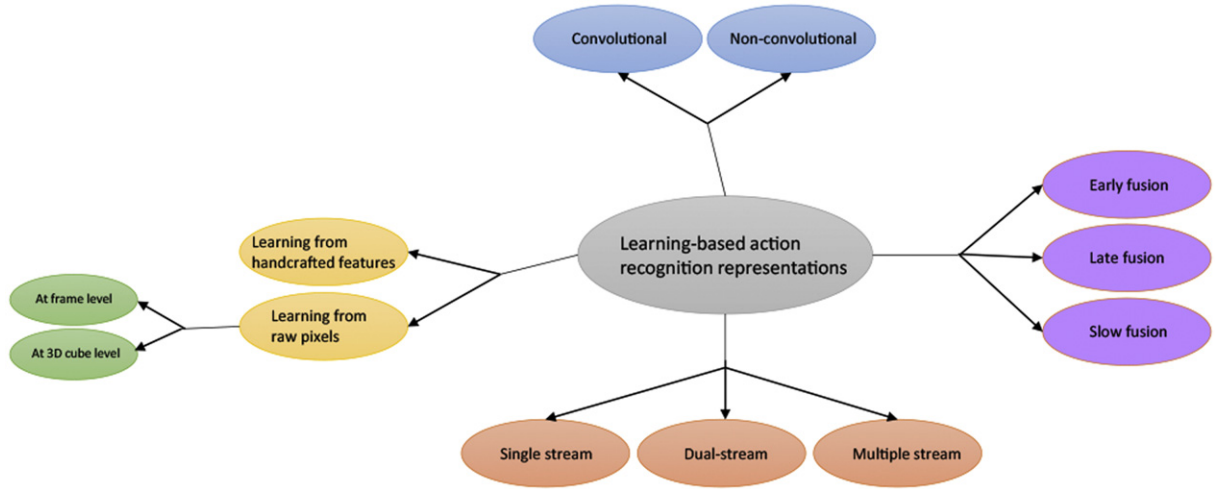 Convolutional
Non-convolutional
Early fusion
Late fusion
Slow fusion
Learning-based action
recognition representations
Learning from
handcrafted features
Learning from
raw pixels
At frame level
At 3D cube level
Single stream
Dual-stream
Multiple stream